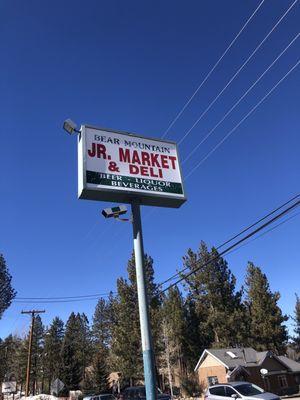 BEAR MOUNTAIN
JR. MARKET
& DELI
BEER - LIQUOR
BEVERAGES